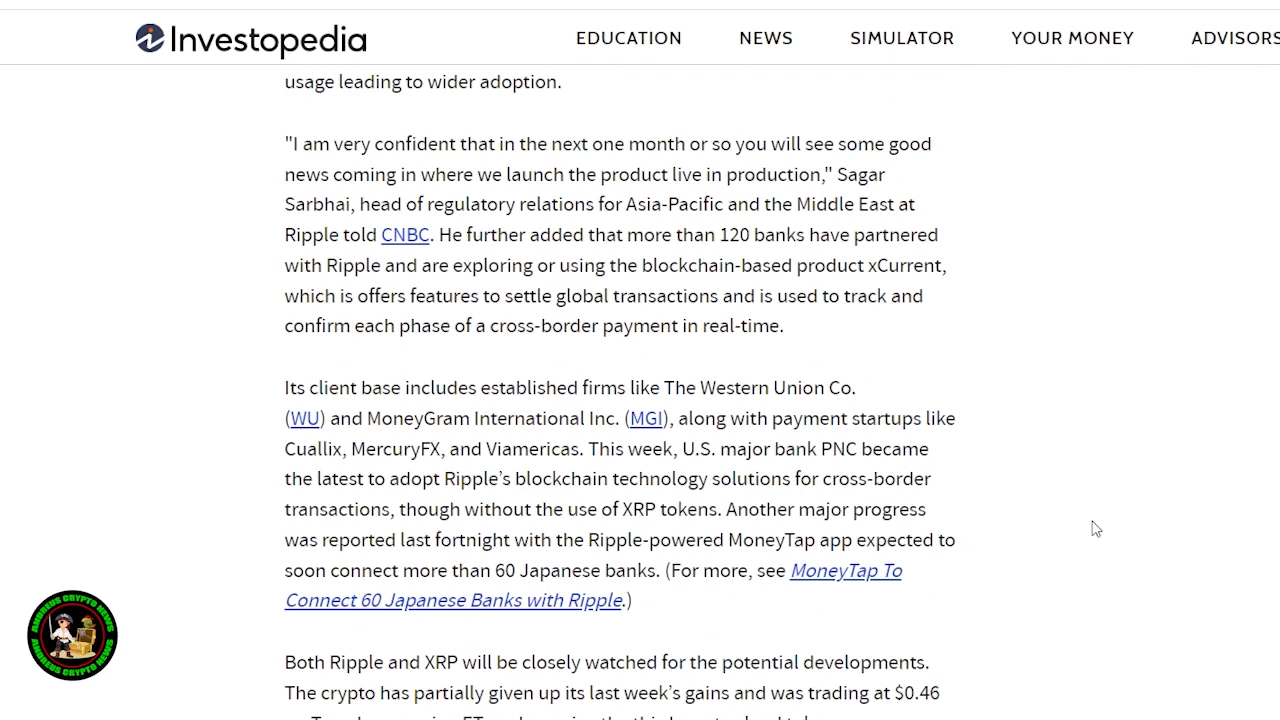 Investopedia
EDUCATION NEWS SIMULATOR YOUR MONEY ADVISORS
usage leading to wider adoption.
"I am very confident that in the next one month or so you will see some good
news coming in where we launch the product live in production," Sagar
Sarbhai, head of regulatory relations for Asia-Pacific and the Middle East at
Ripple told CNBC. He further added that more than 120 banks have partnered
with Ripple and are exploring or using the blockchain-based product xCurrent,
which is offers features to settle global transactions and is used to track and
confirm each phase of a cross-border payment in real-time.
Its client base includes established firms like The Western Union Co.
(WU) and MoneyGram International Inc. (MGI), along with payment startups like
Cuallix, MercuryFX, and Viamericas. This week, U.S. major bank PNC became
the latest to adopt Ripple’s blockchain technology solutions for cross-border
transactions, though without the use of XRP tokens. Another major progress
was reported last fortnight with the Ripple-powered MoneyTap app expected to
soon connect more than 60 Japanese banks. (For more, see MoneyTap To
Connect 60 Japanese Banks with Ripple.)
ANDREUS CRYPTO NEWS
ANDREUS CRYPTO NEWS
Both Ripple and XRP will be closely watched for the potential developments.
The crypto has partially given up its last week’s gains and was trading at $0.46